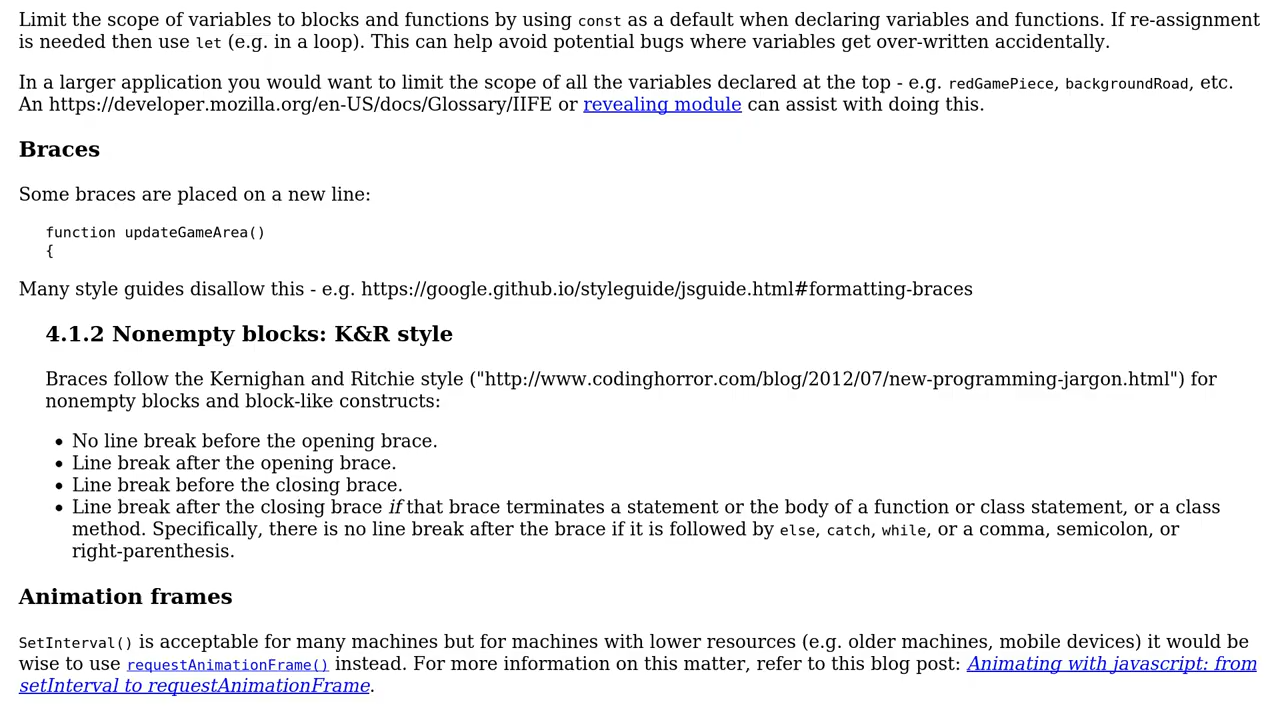 Limit the scope of variables to blocks and functions by using const as a default when declaring variables and functions. If re-assignment
is needed then use let (e.g. in a loop). This can help avoid potential bugs where variables get over-written accidentally.
In a larger application you would want to limit the scope of all the variables declared at the top - e.g. redGamePiece, backgroundRoad, etc.
An https://developer.mozilla.org/en-US/docs/Glossary/IIFE or revealing module can assist with doing this.
Braces
Some braces are placed on a new line:
function updateGameArea()
{
Many style guides disallow this - e.g. https://google.github.io/styleguide/jsguide.html#formatting-braces
4.1.2 Nonempty blocks: K&R style
Braces follow the Kernighan and Ritchie style ("http://www.codinghorror.com/blog/2012/07/new-programming-jargon.html") for
nonempty blocks and block-like constructs:
• No line break before the opening brace.
• Line break after the opening brace.
• Line break before the closing brace.
• Line break after the closing brace if that brace terminates a statement or the body of a function or class statement, or a class
method. Specifically, there is no line break after the brace if it is followed by else, catch, while, or a comma, semicolon, or
right-parenthesis.
Animation frames
SetInterval() is acceptable for many machines but for machines with lower resources (e.g. older machines, mobile devices) it would be
wise to use requestAnimationFrame() instead. For more information on this matter, refer to this blog post: Animating with javascript: from
setInterval to requestAnimationFrame.